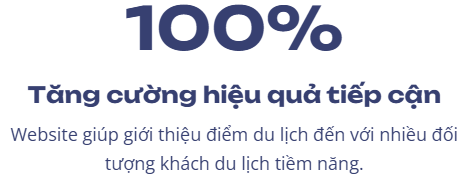 100%
Tăng cường hiệu quả tiếp cận
Website giúp giới thiệu điểm du lịch đến với nhiều đối
tượng khách du lịch tiềm năng.